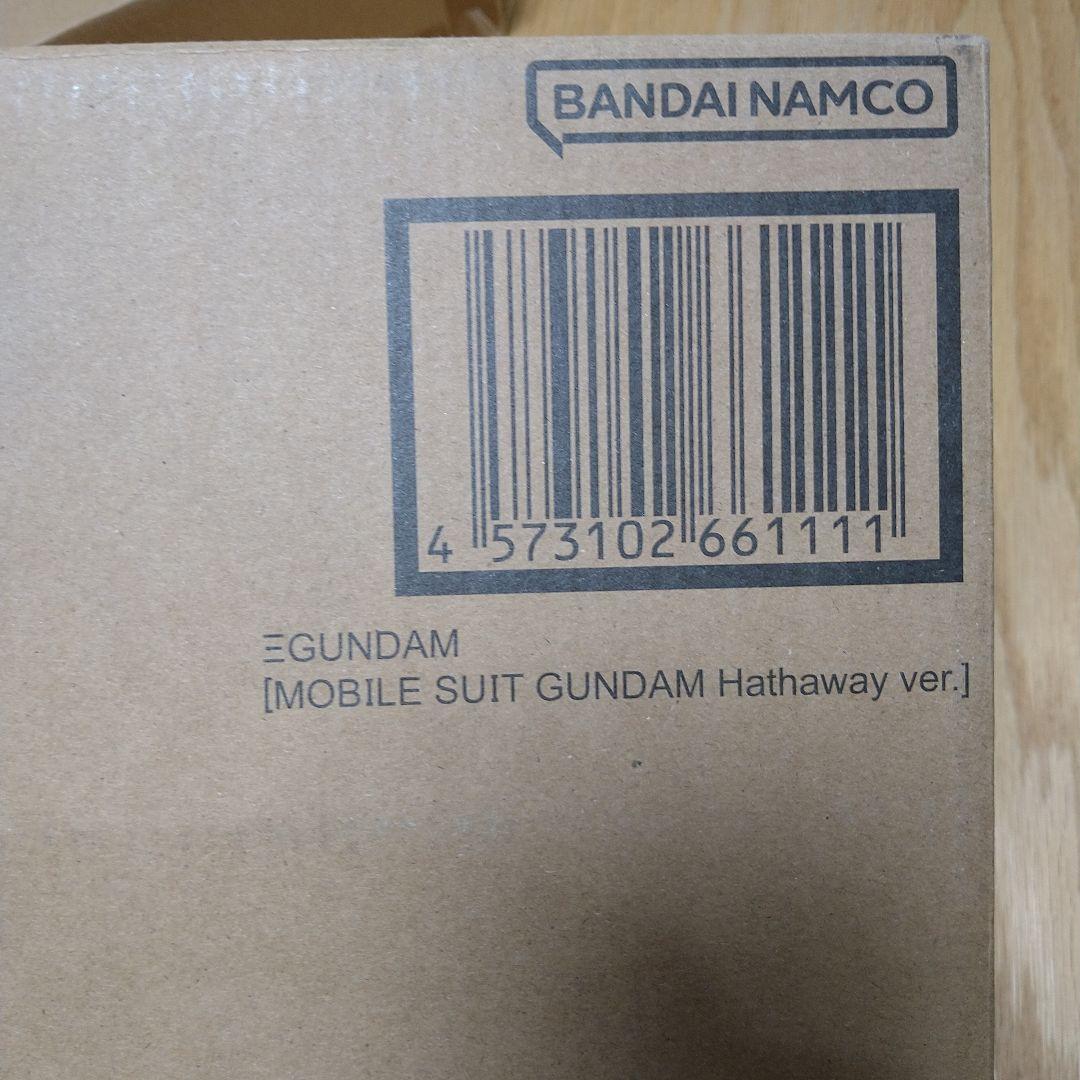 BANDAI NAMCO
4 573102 661111
ΞGUNDAM
[MOBILE SUIT GUNDAM Hathaway ver.]